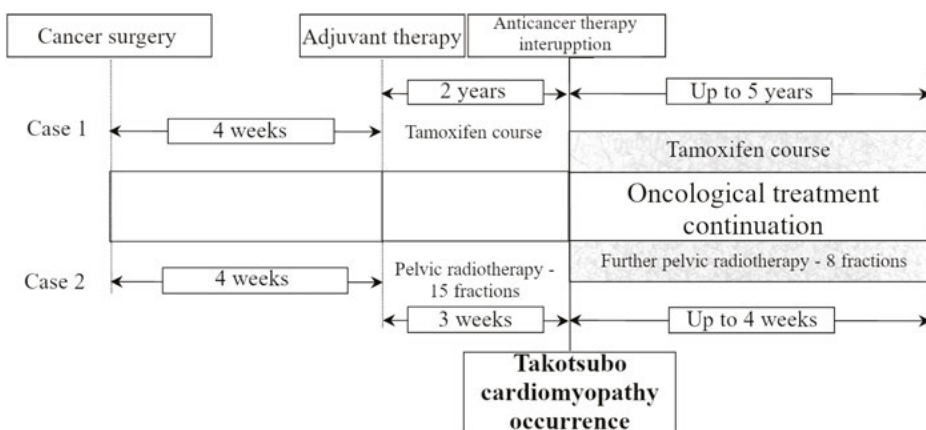 Cancer surgery
Adjuvant therapy
Anticancer therapy
interupption
2 years
Up to 5 years
Case 1
4 weeks
Tamoxifen course
Tamoxifen course
Oncological treatment
continuation
Case 2
4 weeks
Pelvic radiotherapy -
15 fractions
Further pelvic radiotherapy - 8 fractions
3 weeks
Up to 4 weeks
Takotsubo
cardiomyopathy
occurrence